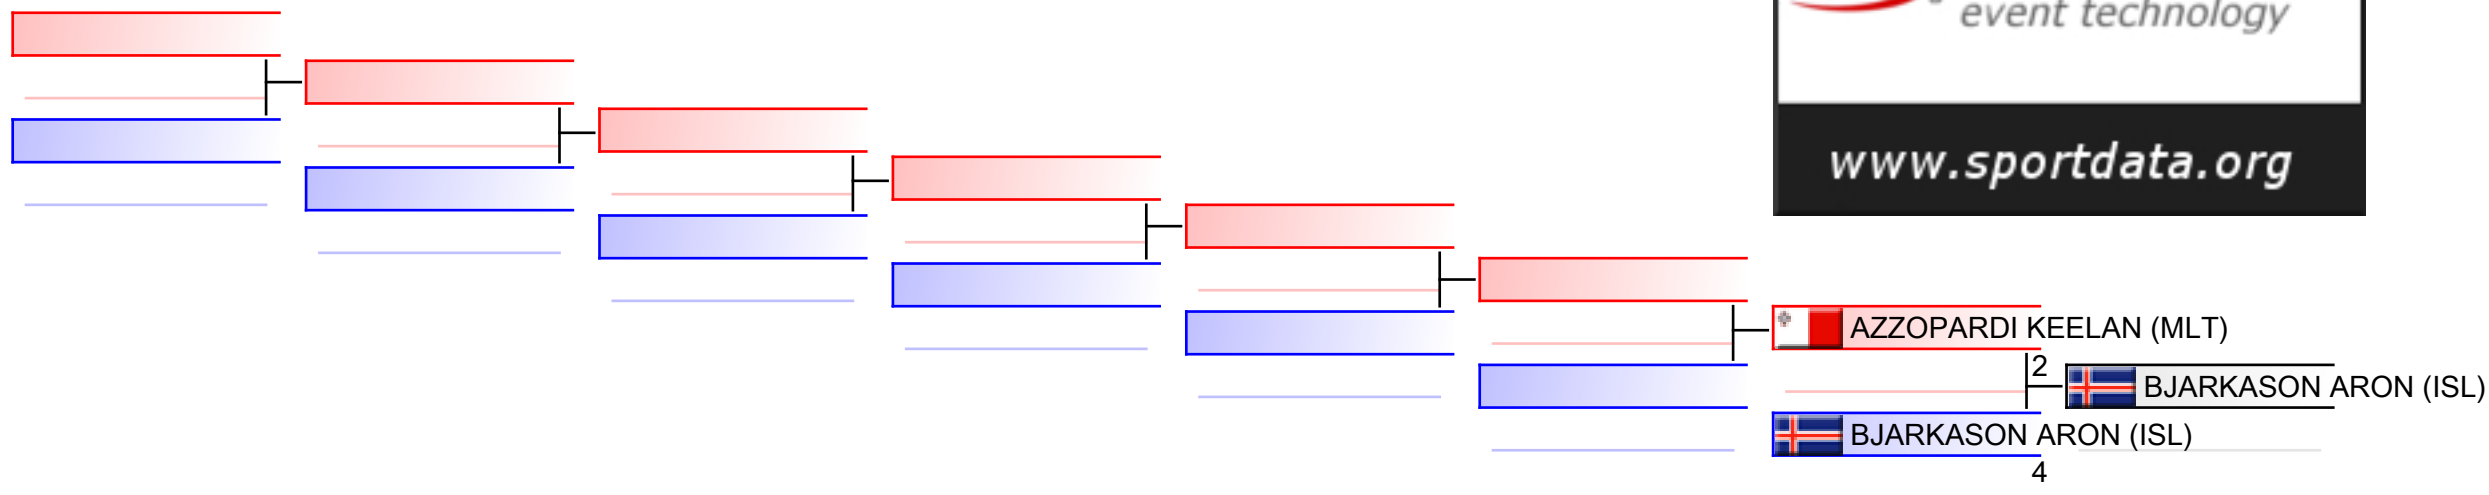 event technology
www.sportdata.org
AZZOPARDI KEELAN (MLT)
2
BJARKASON ARON (ISL)
BJARKASON ARON (ISL)
4